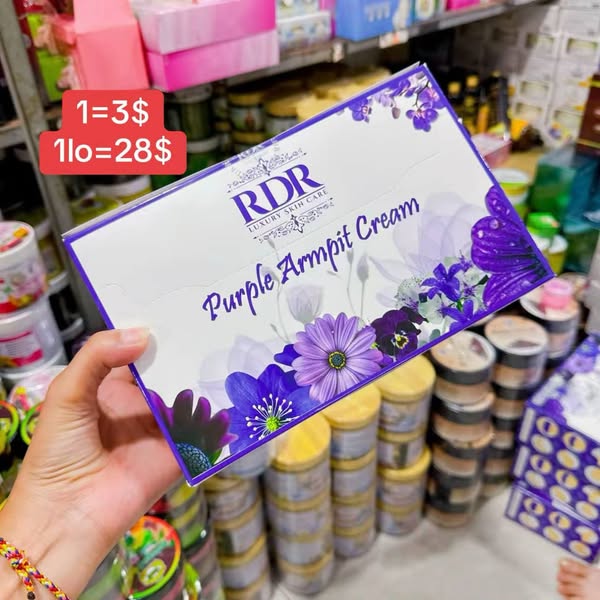 1=3$
1lo=28$
RDR
LUXURY SKIN CARE
Purple Armpit Cream